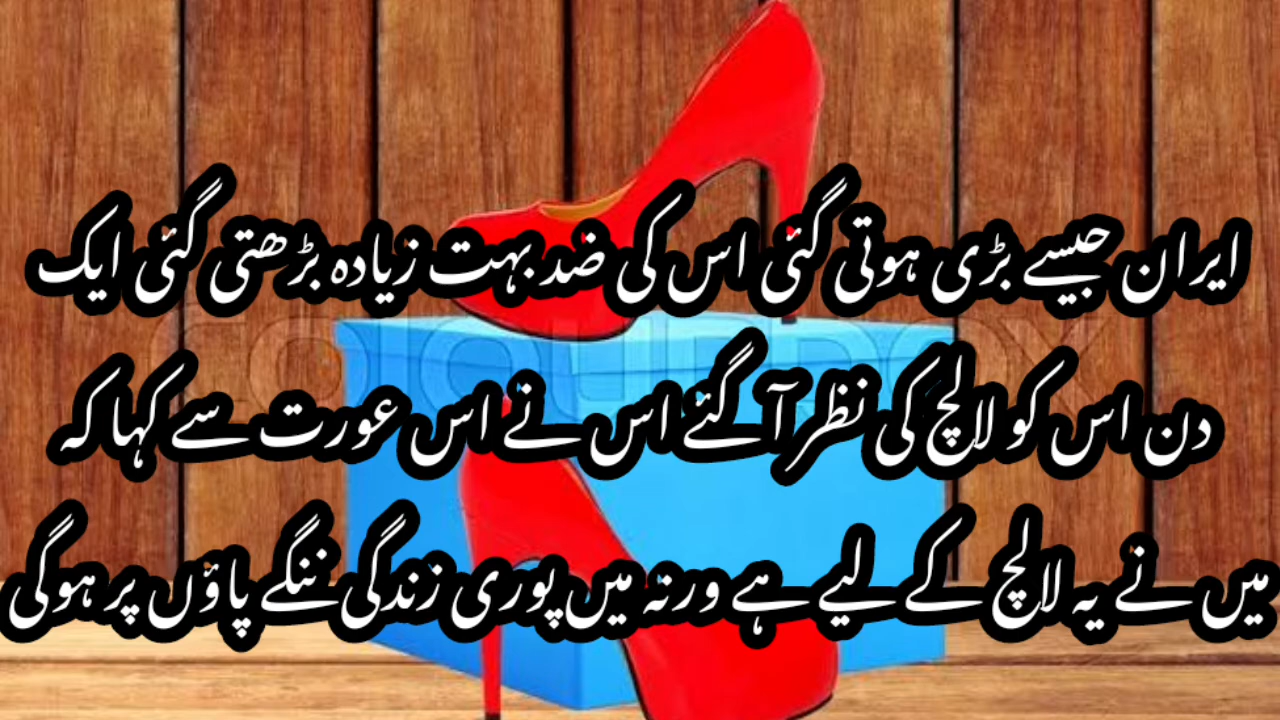 ایران جیسے بڑی ہوتی گئی اس کی ضد بہت زیادہ بڑھتی گئی ایک
دن اس کو لالچ کی نظر آگئے اس نے اس عورت سے کہا کہ
میں نے یہ لالچ کے لیے ہے ورنہ میں پوری زندگی ننگے پاؤں پر ہوگی